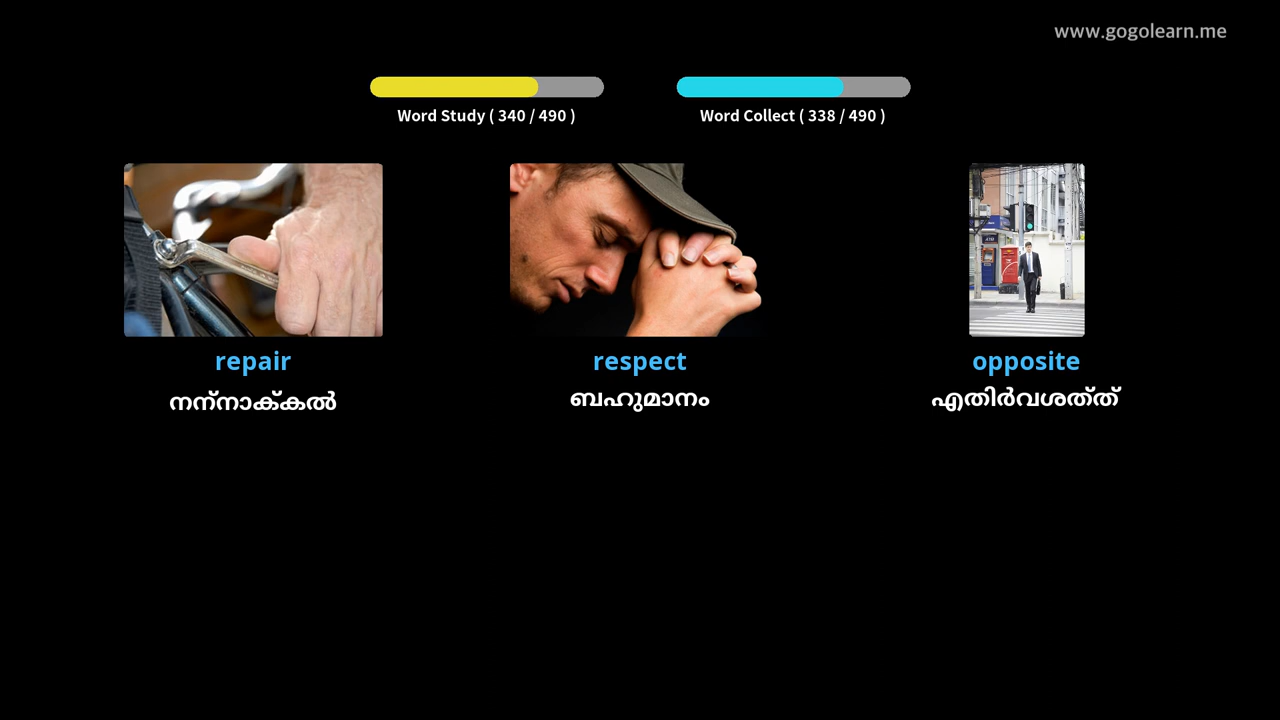 www.gogolearn.me
Word Study ( 340 / 490 )
Word Collect ( 338 / 490 )
repair
respect
opposite
നന്നാക്കൽ
ബഹുമാനം
എതിർവശത്ത്